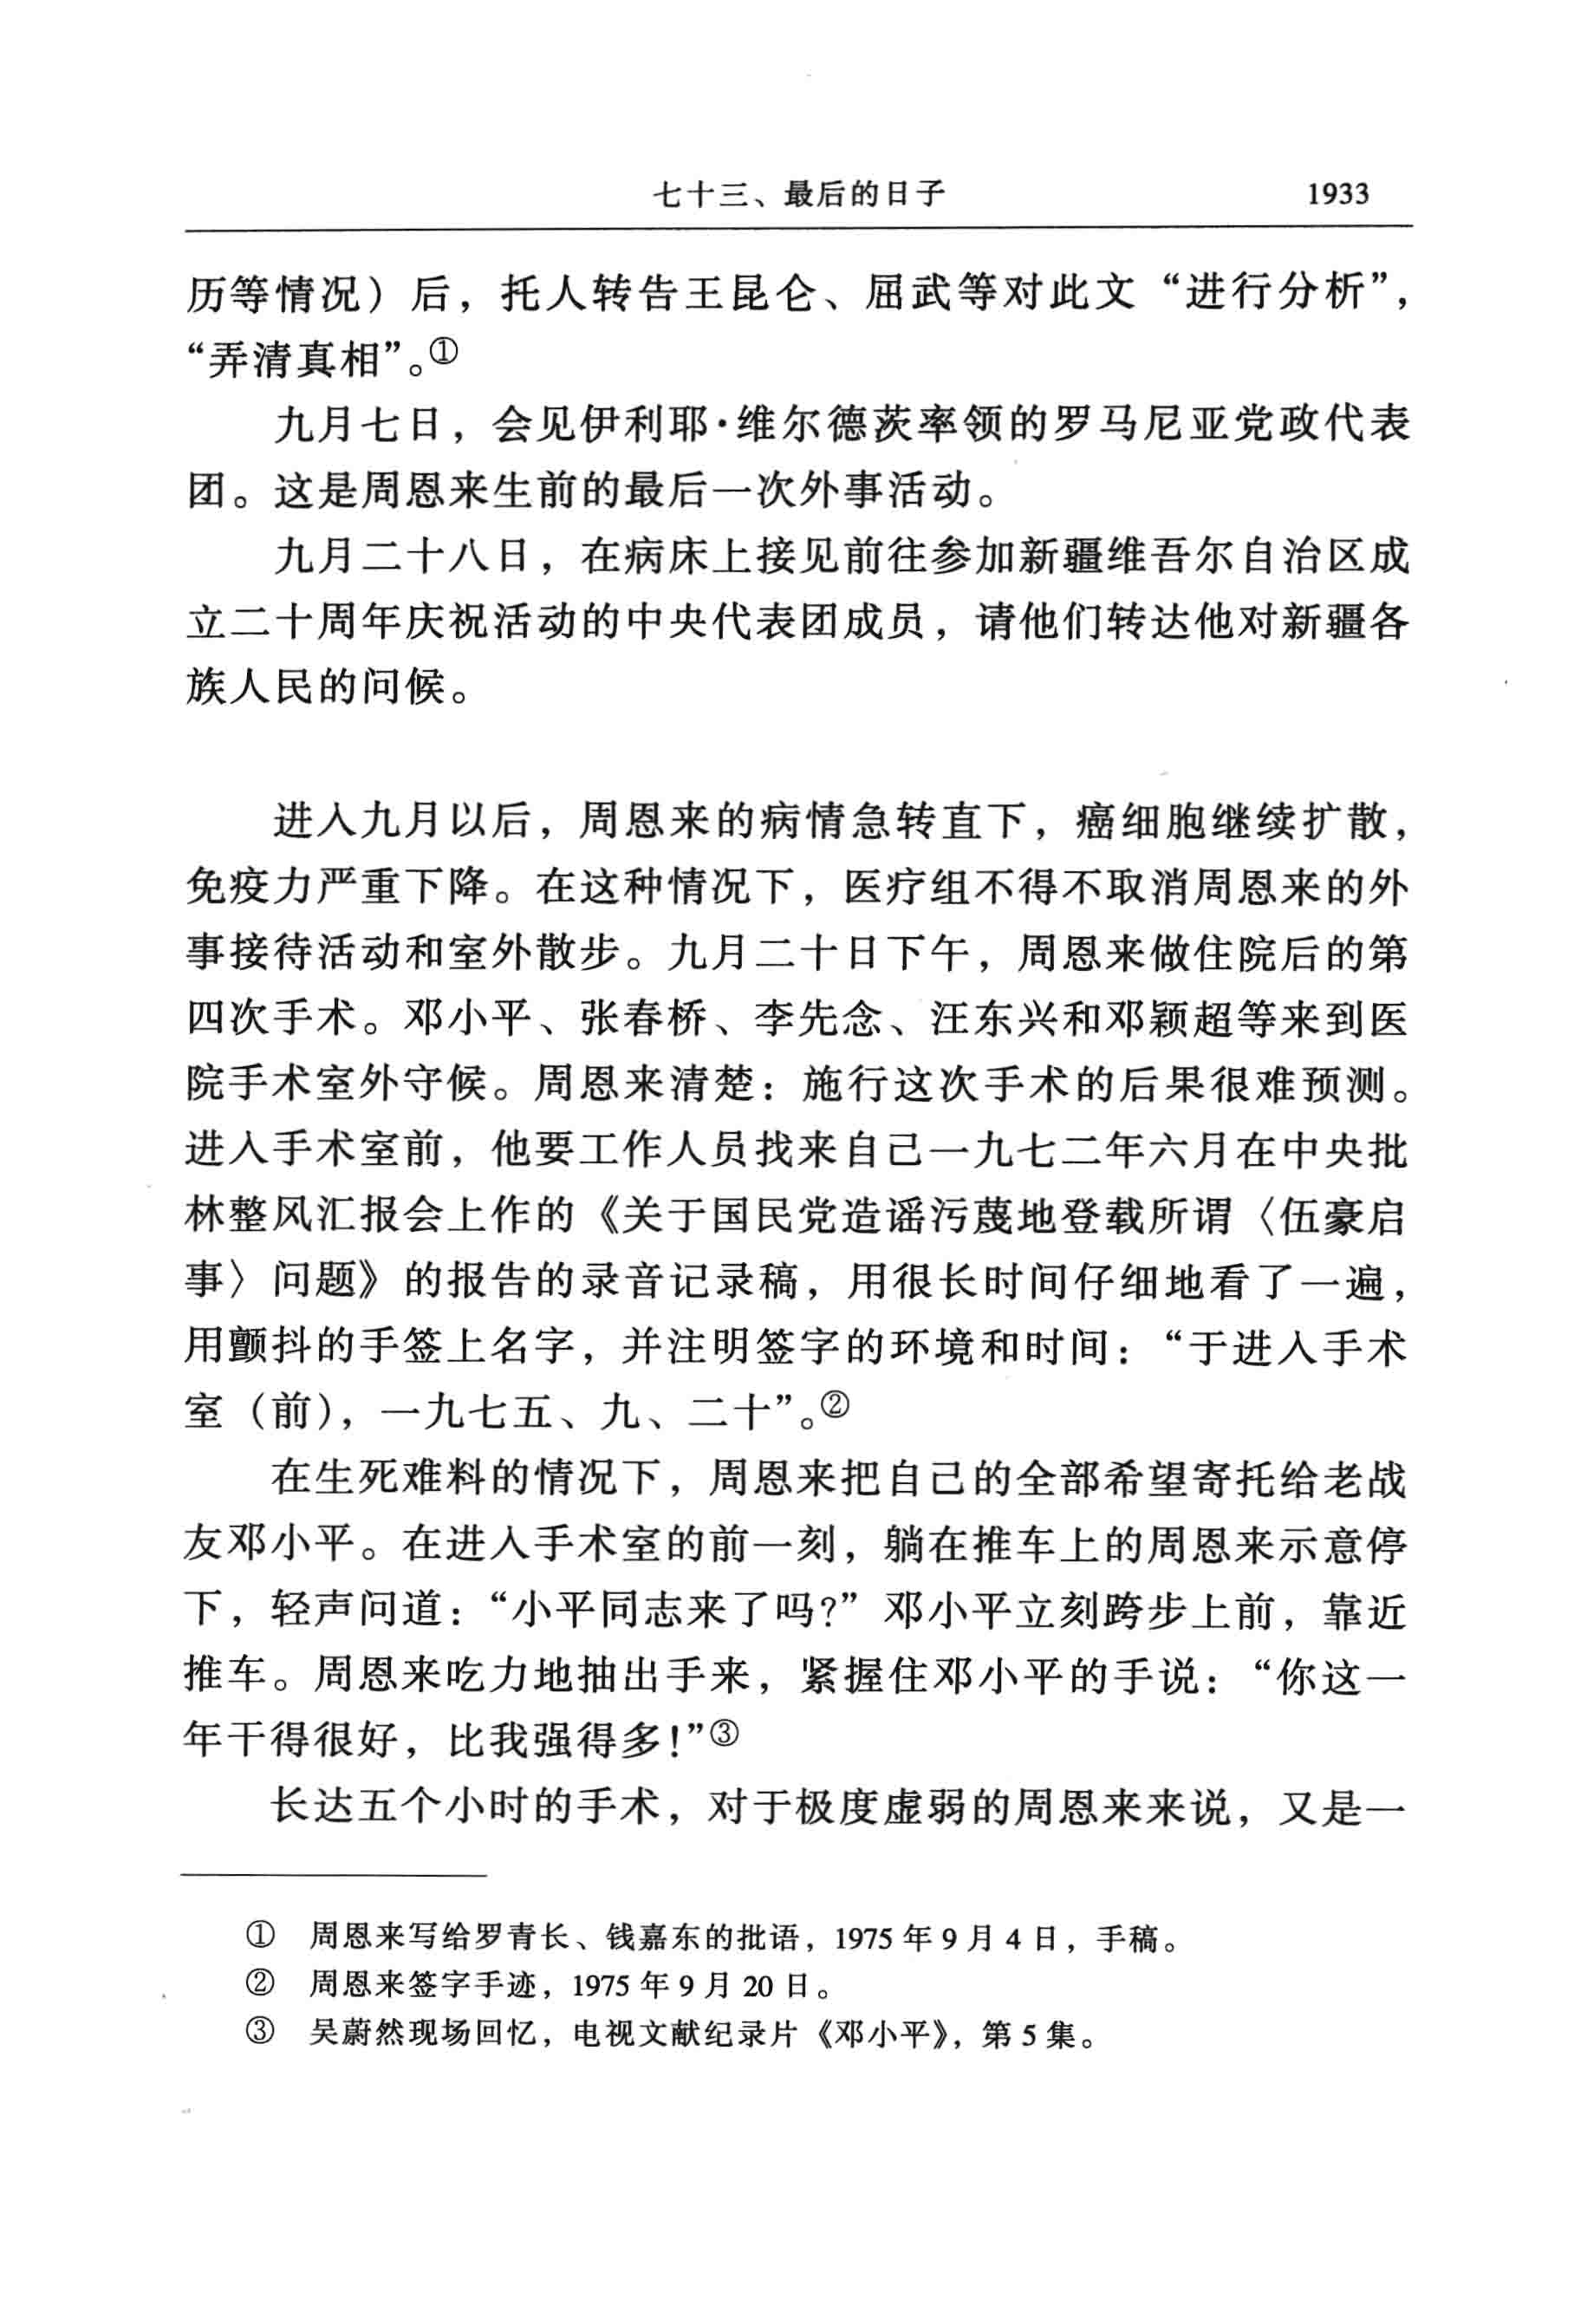 七十三、最后的日子 1933
历等情况）后，托人转告王昆仑、屈武等对此文“进行分析”，
“弄清真相”。①
九月七日，会见伊利耶·维尔德茨率领的罗马尼亚党政代表
团。这是周恩来生前的最后一次外事活动。
九月二十八日，在病床上接见前往参加新疆维吾尔自治区成
立二十周年庆祝活动的中央代表团成员，请他们转达他对新疆各
族人民的问候。
进入九月以后，周恩来的病情急转直下，癌细胞继续扩散，
免疫力严重下降。在这种情况下，医疗组不得不取消周恩来的外
事接待活动和室外散步。九月二十日下午，周恩来做住院后的第
四次手术。邓小平、张春桥、李先念、汪东兴和邓颖超等来到医
院手术室外守候。周恩来清楚：施行这次手术的后果很难预测。
进入手术室前，他要工作人员找来自己一九七二年六月在中央批
林整风汇报会上作的《关于国民党造谣污蔑地登载所谓〈伍豪启
事〉问题》的报告的录音记录稿，用很长时间仔细地看了一遍，
用颤抖的手签上名字，并注明签字的环境和时间：“于进入手术
室（前），一九七五、九、二十”。②
在生死难料的情况下，周恩来把自己的全部希望寄托给老战
友邓小平。在进入手术室的前一刻，躺在推车上的周恩来示意停
下，轻声问道：“小平同志来了吗？”邓小平立刻跨步上前，靠近
推车。周恩来吃力地抽出手来，紧握住邓小平的手说：“你这一
年干得很好，比我强得多！”③
长达五个小时的手术，对于极度虚弱的周恩来来说，又是一
① 周恩来写给罗青长、钱嘉东的批语，1975 年 9 月 4 日，手稿。
② 周恩来签字手迹，1975 年 9 月 20 日。
③ 吴蔚然现场回忆，电视文献纪录片《邓小平》，第 5 集。